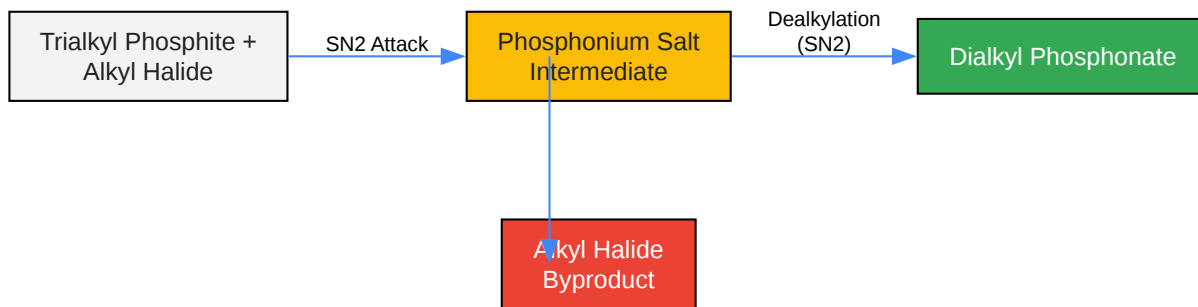 Trialkyl Phosphite +
Alkyl Halide
SN2 Attack
Phosphonium Salt
Intermediate
Dealkylation
(SN2)
Dialkyl Phosphonate
Alkyl Halide
Byproduct